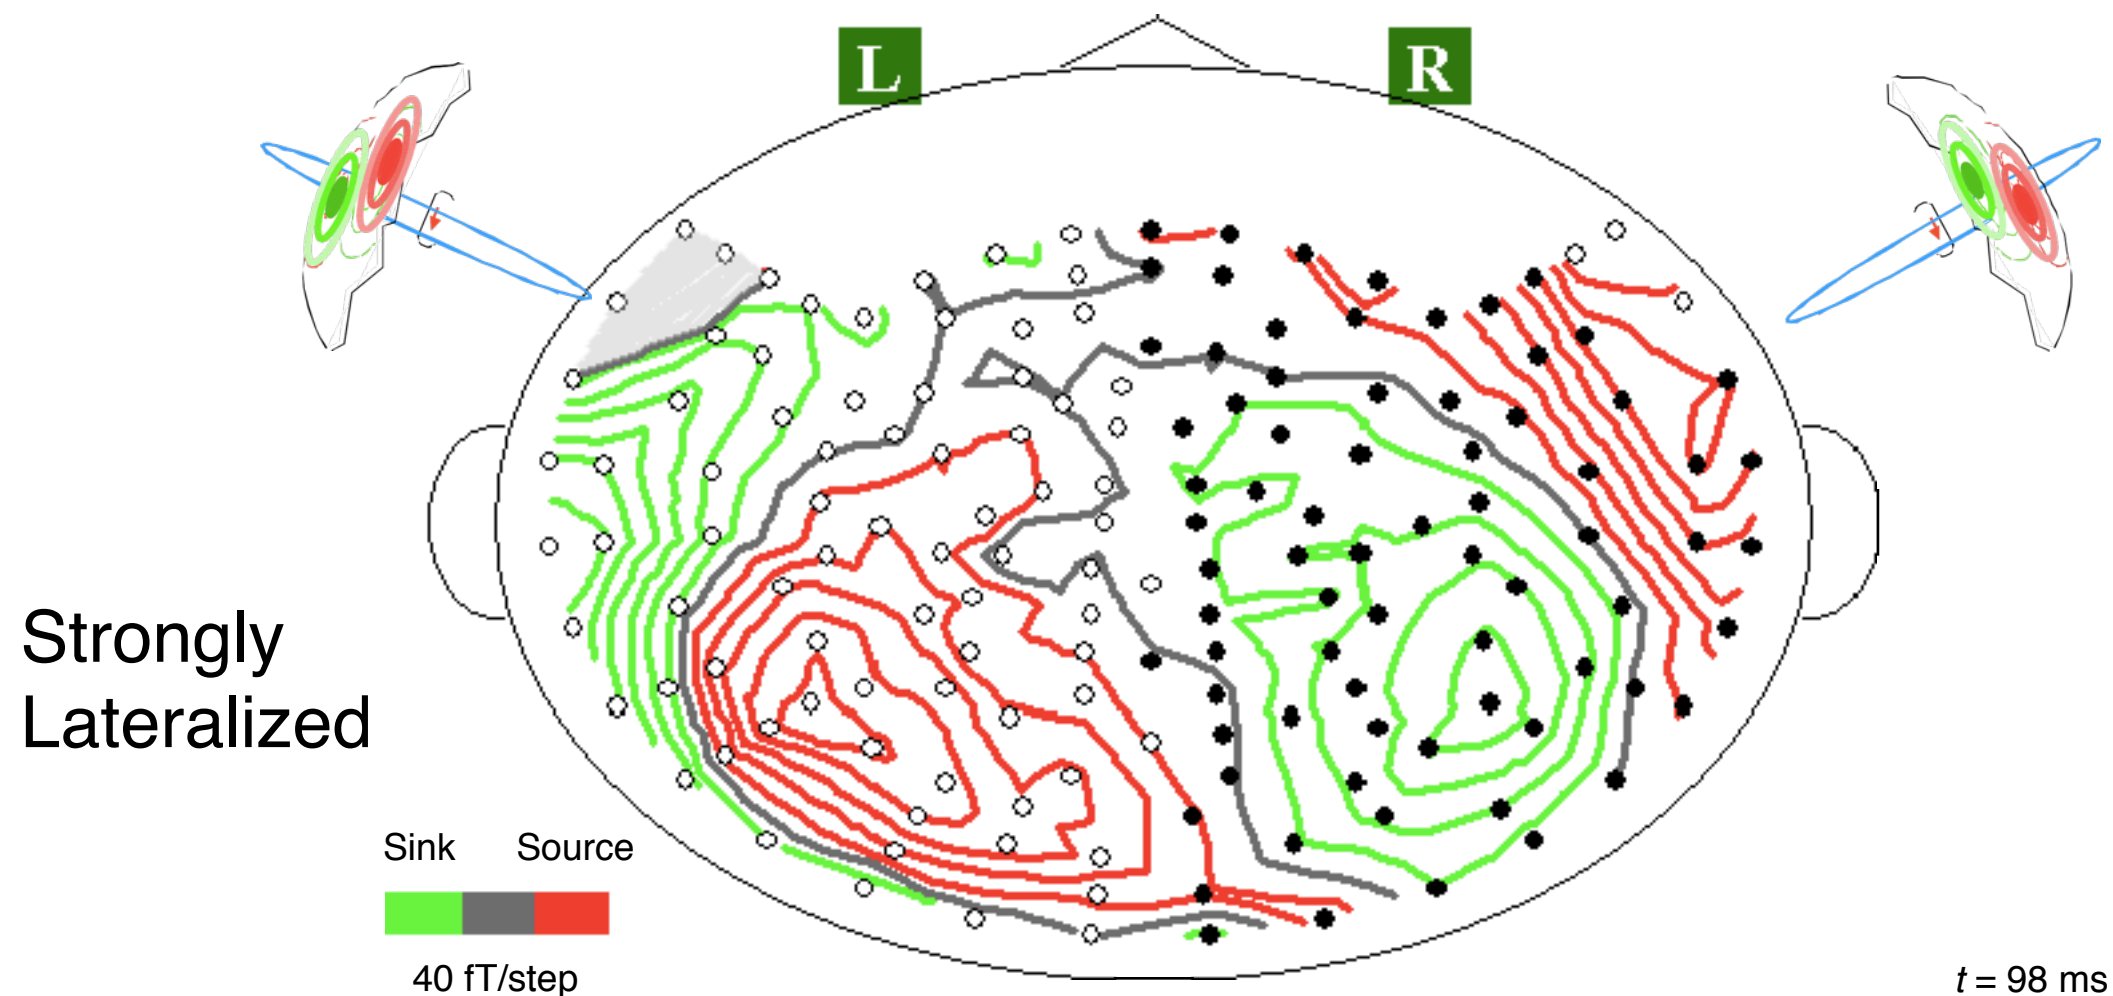 L R
Strongly
Lateralized
Sink Source
40 fT/step
t = 98 ms